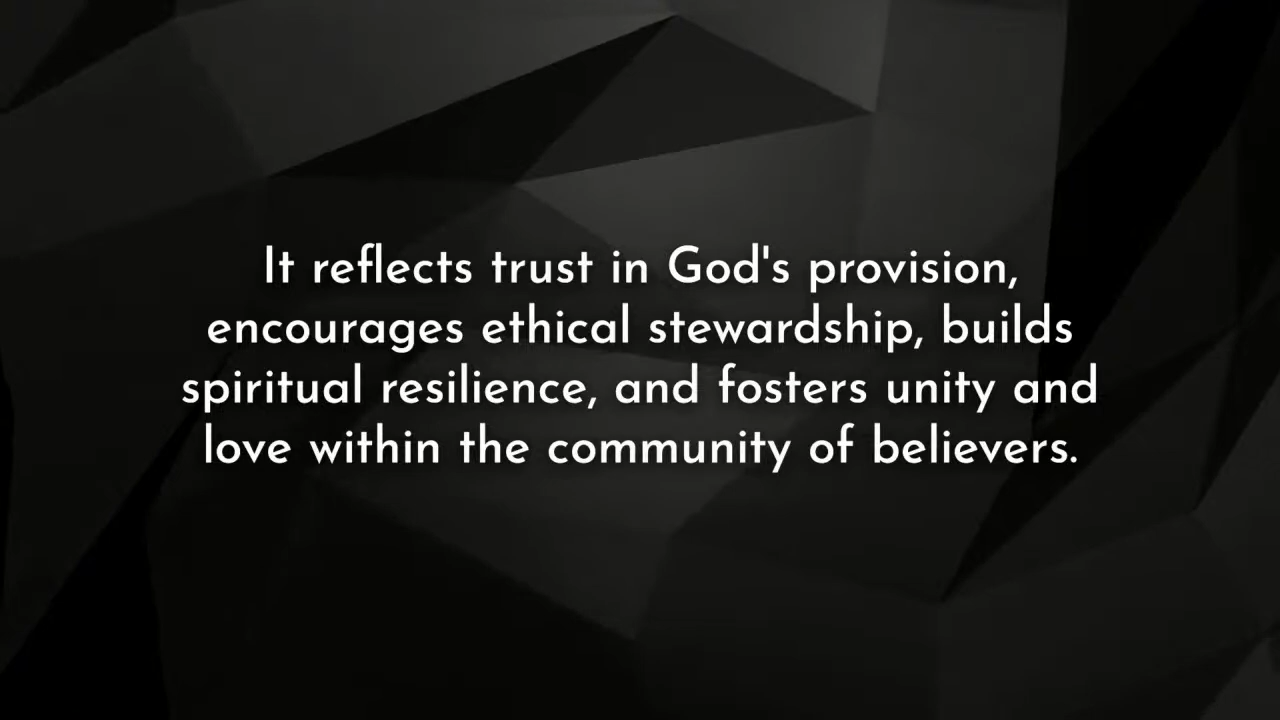 It reflects trust in God's provision,
encourages ethical stewardship, builds
spiritual resilience, and fosters unity and
love within the community of believers.